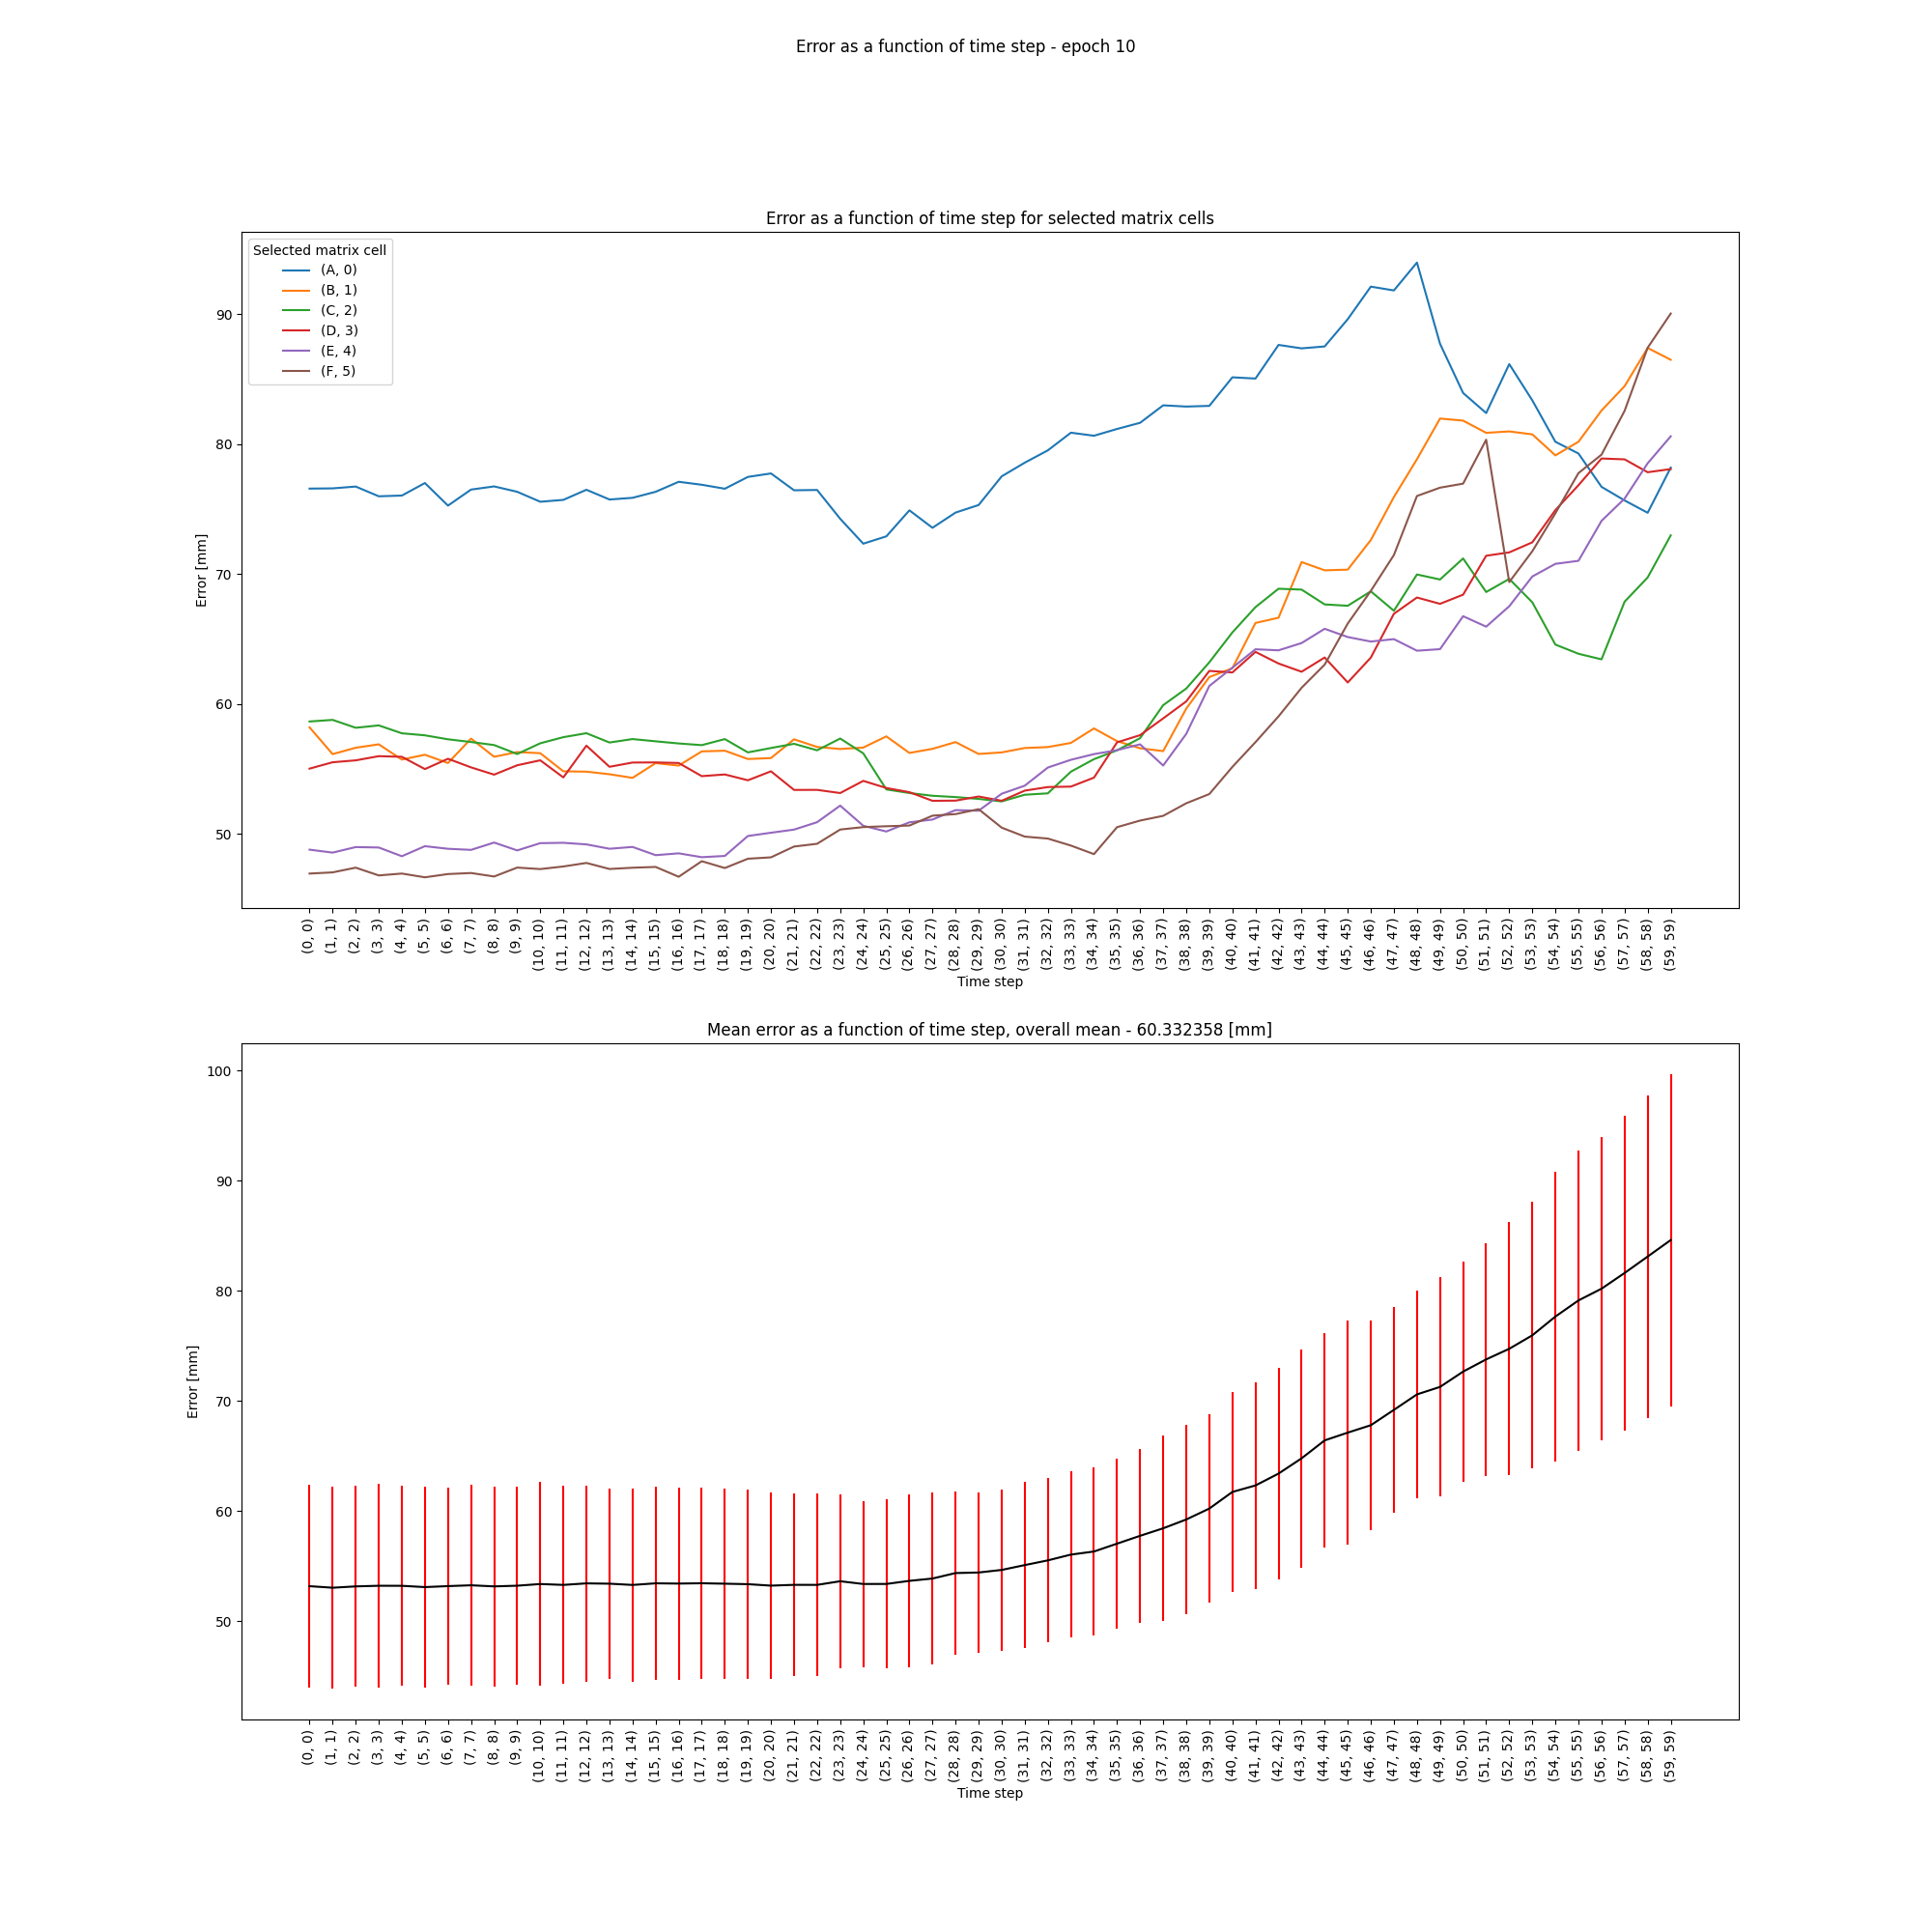 Error as a function of time step - epoch 10
Error as a function of time step for selected matrix cells
Selected matrix cell
(A, 0)
(B, 1)
(C, 2)
(D, 3)
(E, 4)
(F, 5)
90
80
70
60
50
Error [mm]
(0, 0) (1, 1) (2, 2) (3, 3) (4, 4) (5, 5) (6, 6) (7, 7) (8, 8) (9, 9) (10, 10) (11, 11) (12, 12) (13, 13) (14, 14) (15, 15) (16, 16) (17, 17) (18, 18) (19, 19) (20, 20) (21, 21) (22, 22) (23, 23) (24, 24) (25, 25) (26, 26) (27, 27) (28, 28) (29, 29) (30, 30) (31, 31) (32, 32) (33, 33) (34, 34) (35, 35) (36, 36) (37, 37) (38, 38) (39, 39) (40, 40) (41, 41) (42, 42) (43, 43) (44, 44) (45, 45) (46, 46) (47, 47) (48, 48) (49, 49) (50, 50) (51, 51) (52, 52) (53, 53) (54, 54) (55, 55) (56, 56) (57, 57) (58, 58) (59, 59)
Time step
Mean error as a function of time step, overall mean - 60.332358 [mm]
100
90
80
70
60
50
Error [mm]
(0, 0) (1, 1) (2, 2) (3, 3) (4, 4) (5, 5) (6, 6) (7, 7) (8, 8) (9, 9) (10, 10) (11, 11) (12, 12) (13, 13) (14, 14) (15, 15) (16, 16) (17, 17) (18, 18) (19, 19) (20, 20) (21, 21) (22, 22) (23, 23) (24, 24) (25, 25) (26, 26) (27, 27) (28, 28) (29, 29) (30, 30) (31, 31) (32, 32) (33, 33) (34, 34) (35, 35) (36, 36) (37, 37) (38, 38) (39, 39) (40, 40) (41, 41) (42, 42) (43, 43) (44, 44) (45, 45) (46, 46) (47, 47) (48, 48) (49, 49) (50, 50) (51, 51) (52, 52) (53, 53) (54, 54) (55, 55) (56, 56) (57, 57) (58, 58) (59, 59)
Time step